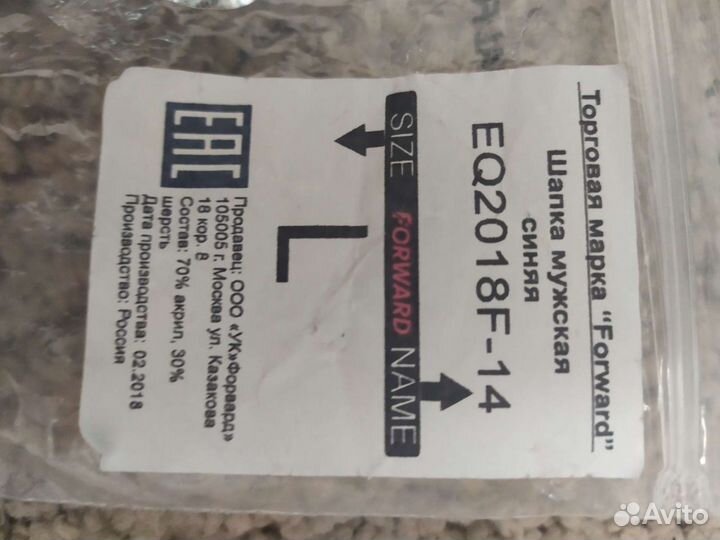 Торговая марка “Forward”
Шапка мужская
синяя
EQ2018F-14
SIZE FORWARD NAME
L
Продавец: ООО «УК»Форвард»
105005 г. Москва ул. Казакова
18 кор. 8
Состав: 70% акрил, 30%
шерсть
Дата производства: 02.2018
Производство: Россия
EAC
Avito